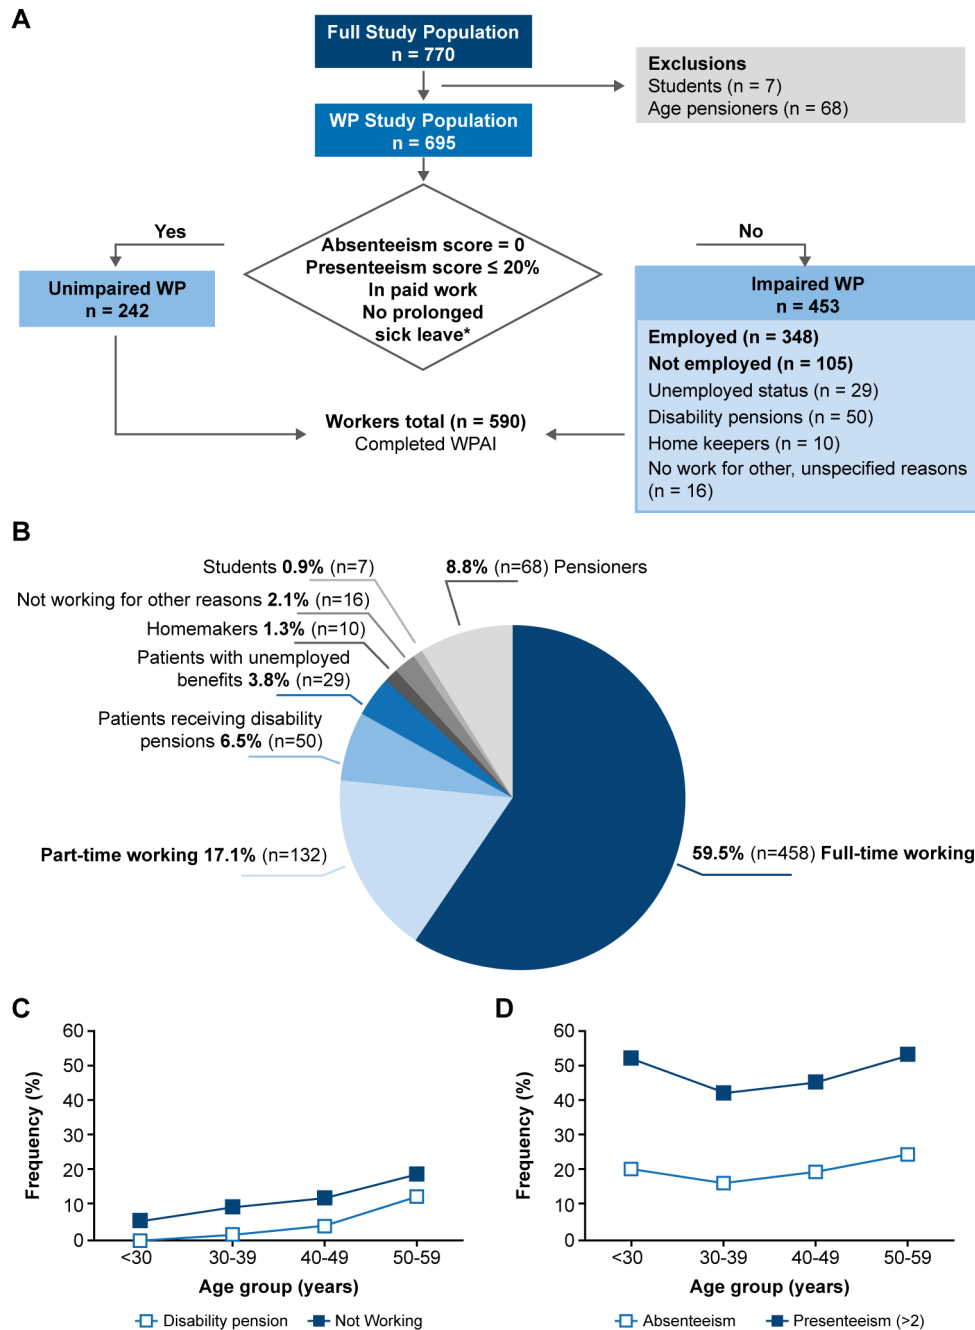 A
Full Study Population
n = 770
Exclusions
Students (n = 7)
Age pensioners (n = 68)
WP Study Population
n = 695
Yes
No
Absenteeism score = 0
Presenteeism score ≤ 20%
In paid work
No prolonged
sick leave*
Unimpaired WP
n = 242
Impaired WP
n = 453
Employed (n = 348)
Not employed (n = 105)
Unemployed status (n = 29)
Disability pensions (n = 50)
Home keepers (n = 10)
No work for other, unspecified reasons
(n = 16)
Workers total (n = 590)
Completed WPAI
B
Students 0.9% (n=7)
8.8% (n=68) Pensioners
Not working for other reasons 2.1% (n=16)
Homemakers 1.3% (n=10)
Patients with unemployed
benefits 3.8% (n=29)
Patients receiving disability
pensions 6.5% (n=50)
Part-time working 17.1% (n=132)
59.5% (n=458) Full-time working
C
Frequency (%)
60
50
40
30
20
10
0
<30 30-39 40-49 50-59
Age group (years)
Disability pension Not Working
D
Frequency (%)
60
50
40
30
20
10
0
<30 30-39 40-49 50-59
Age group (years)
Absenteeism Presenteeism (>2)